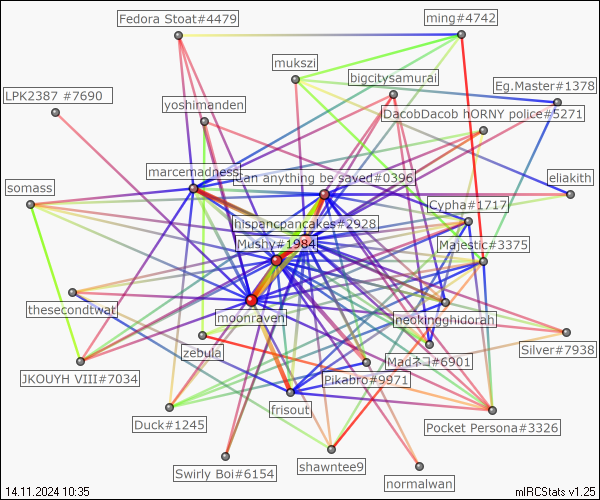 Fedora Stoat#4479
ming#4742
mukszi
bigcitysamurai
Eg.Master#1378
LPK2387 #7690
yoshimanden
DacobDacob hORNY police#5271
marcemadness
can anything be saved#0396
eliakith
somass
Cypha#1717
hispancpancakes#2928
Mushy#1984
Majestic#3375
thesecondtwat
moonraven
neokingghidorah
zebula
Silver#7938
JKOUYH VIII#7034
Pikabro#9971
Madネコ#6901
frisout
Duck#1245
Pocket Persona#3326
Swirly Boi#6154
shawntee9
normalwan
14.11.2024 10:35
mIRCStats v1.25